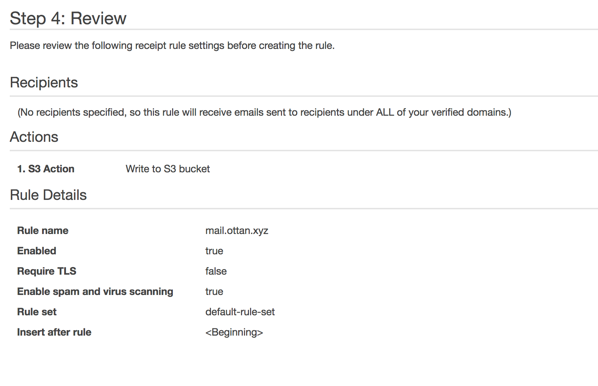 Step 4: Review
Please review the following receipt rule settings before creating the rule.
Recipients
(No recipients specified, so this rule will receive emails sent to recipients under ALL of your verified domains.)
Actions
1. S3 Action Write to S3 bucket
Rule Details
Rule name mail.ottan.xyz
Enabled true
Require TLS false
Enable spam and virus scanning true
Rule set default-rule-set
Insert after rule <Beginning>